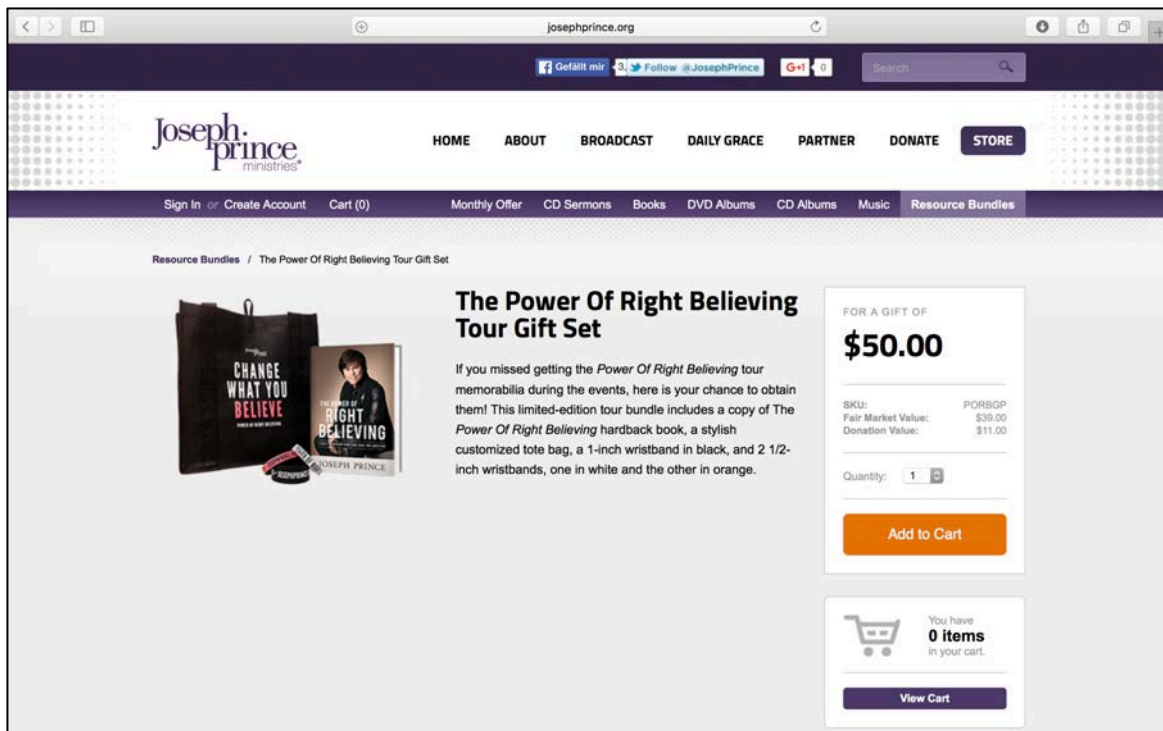 josephprince.org
Gefällt mir 3, Follow @JosephPrince G+1 0 Search
Joseph.
prince
ministries®
HOME ABOUT BROADCAST DAILY GRACE PARTNER DONATE STORE
Sign In or Create Account Cart (0) Monthly Offer CD Sermons Books DVD Albums CD Albums Music Resource Bundles
Resource Bundles / The Power Of Right Believing Tour Gift Set
CHANGE
WHAT YOU
BELIEVE
POWER OF RIGHT BELIEVING
THE POWER OF
RIGHT
BELIEVING
JOSEPH PRINCE
JOSEPHPRINCE
The Power Of Right Believing
Tour Gift Set
If you missed getting the Power Of Right Believing tour
memorabilia during the events, here is your chance to obtain
them! This limited-edition tour bundle includes a copy of The
Power Of Right Believing hardback book, a stylish
customized tote bag, a 1-inch wristband in black, and 2 1/2-
inch wristbands, one in white and the other in orange.
FOR A GIFT OF
$50.00
SKU: PORBGP
Fair Market Value: $39.00
Donation Value: $11.00
Quantity: 1
Add to Cart
You have
0 items
in your cart.
View Cart